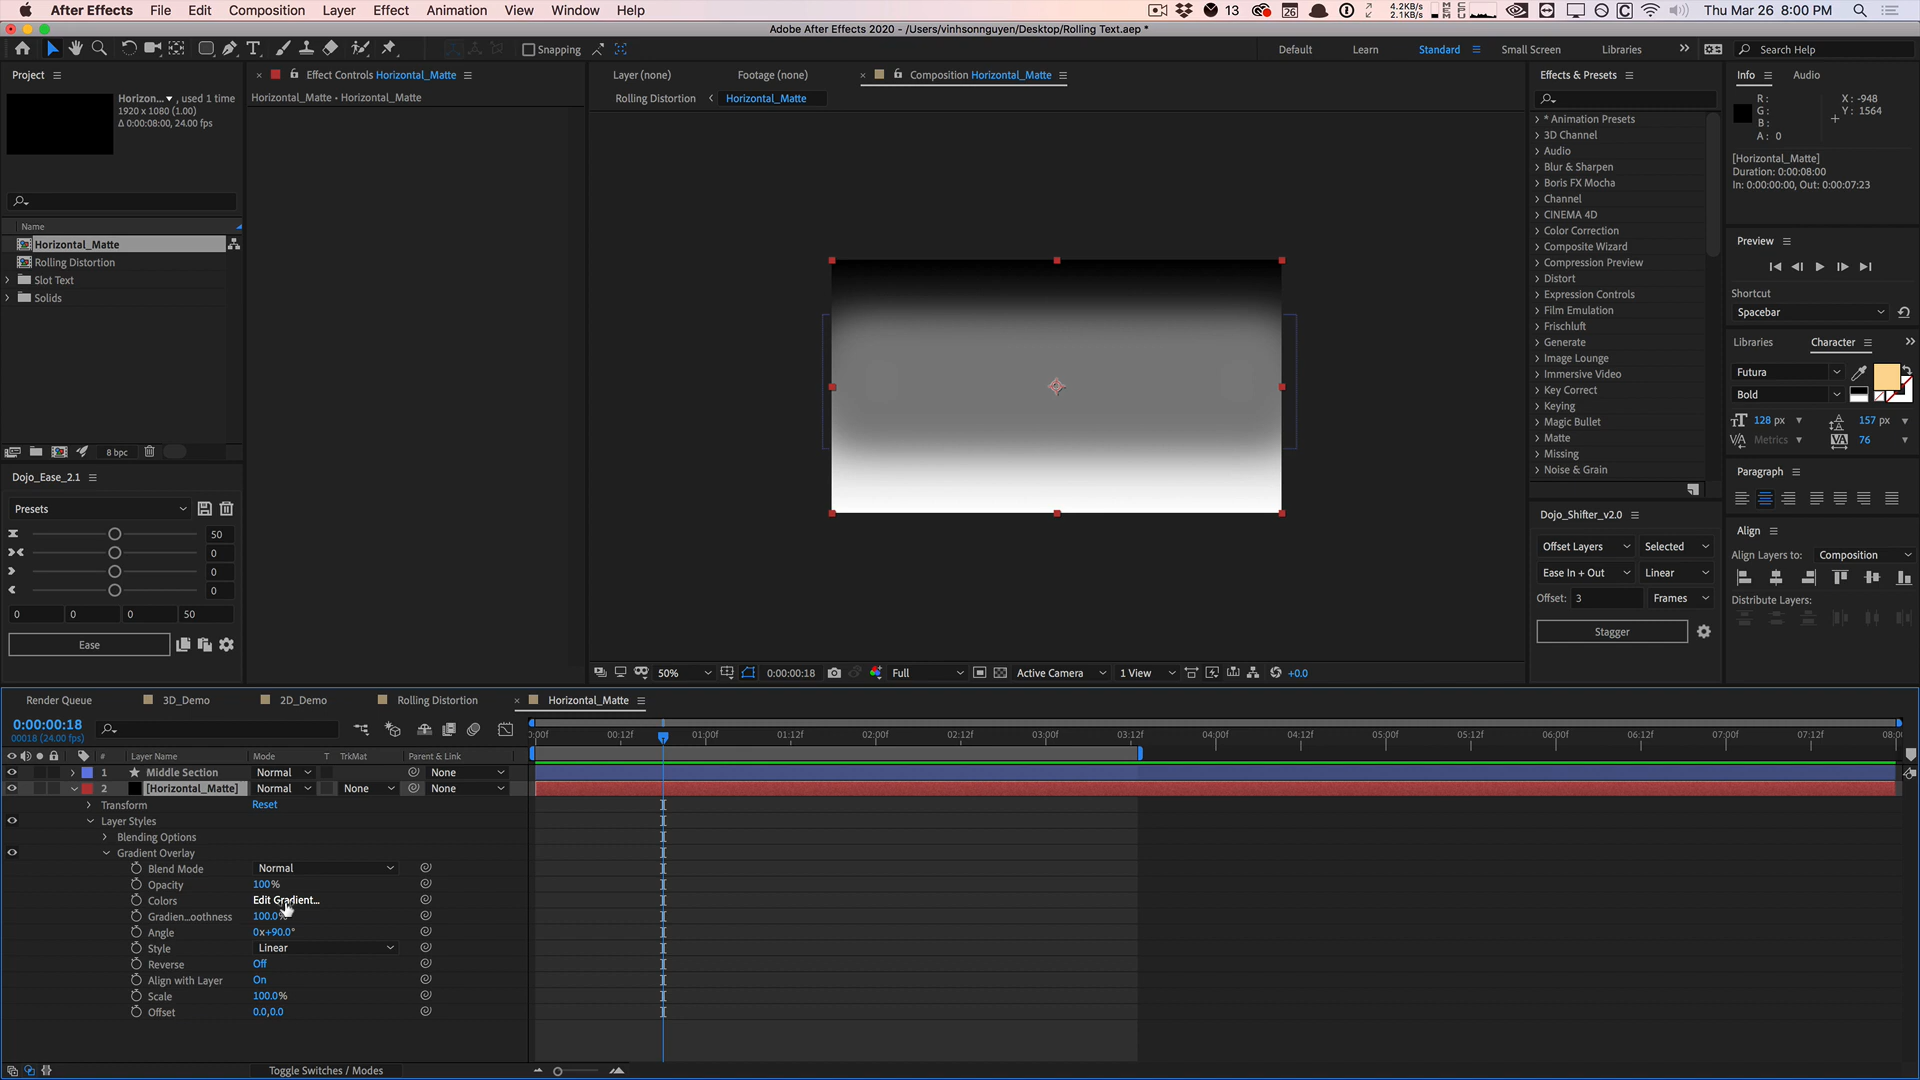 After Effects File Edit Composition Layer Effect Animation View Window Help
13 26 4.2KB/s 2.1KB/s Thu Mar 26 8:00 PM
Adobe After Effects 2020 - /Users/vinhsonnguyen/Desktop/Rolling Text.aep *
Snapping Default Learn Standard Small Screen Libraries Search Help
Project
Horizon... , used 1 time
1920 x 1080 (1.00)
Δ 0:00:08:00, 24.00 fps
Name
Horizontal_Matte
Rolling Distortion
Slot Text
Solids
8 bpc
Dojo_Ease_2.1
Presets
50
0
0
0
0 0 0 50
Ease
Effect Controls Horizontal_Matte
Horizontal_Matte • Horizontal_Matte
Layer (none) Footage (none) Composition Horizontal_Matte
Rolling Distortion Horizontal_Matte
50% 0:00:00:18 Full Active Camera 1 View +0.0
Effects & Presets
* Animation Presets
3D Channel
Audio
Blur & Sharpen
Boris FX Mocha
Channel
CINEMA 4D
Color Correction
Composite Wizard
Compression Preview
Distort
Expression Controls
Film Emulation
Frischluft
Generate
Image Lounge
Immersive Video
Key Correct
Keying
Magic Bullet
Matte
Missing
Noise & Grain
Dojo_Shifter_v2.0
Offset Layers Selected
Ease In + Out Linear
Offset: 3 Frames
Stagger
Info Audio
R:
G:
B:
A: 0
X: -948
Y: 1564
[Horizontal_Matte]
Duration: 0:00:08:00
In: 0:00:00:00, Out: 0:00:07:23
Preview
Shortcut
Spacebar
Libraries Character
Futura
Bold
128 px 157 px
Metrics 76
Paragraph
Align
Align Layers to: Composition
Distribute Layers:
Render Queue 3D_Demo 2D_Demo Rolling Distortion Horizontal_Matte
0:00:00:18
00018 (24.00 fps)
:00f 00:12f 01:00f 01:12f 02:00f 02:12f 03:00f 03:12f 04:00f 04:12f 05:00f 05:12f 06:00f 06:12f 07:00f 07:12f 08:00
# Layer Name Mode T TrkMat Parent & Link
1 Middle Section Normal None
2 [Horizontal_Matte] Normal None None
Transform Reset
Layer Styles
Blending Options
Gradient Overlay
Blend Mode Normal
Opacity 100%
Colors Edit Gradient...
Gradien...oothness 100.0%
Angle 0x+90.0°
Style Linear
Reverse Off
Align with Layer On
Scale 100.0%
Offset 0.0,0.0
Toggle Switches / Modes